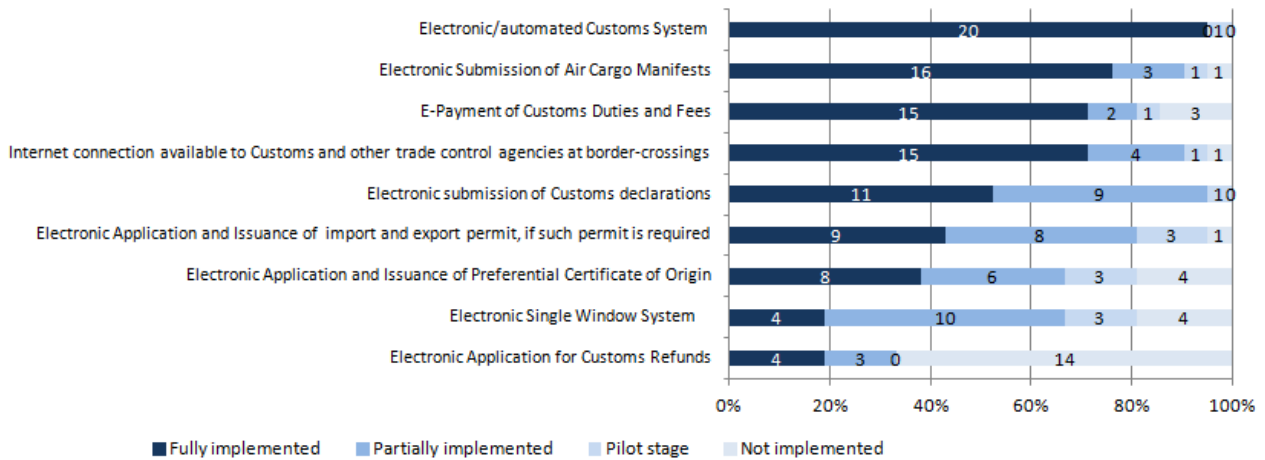 Electronic/automated Customs System 20 0 1 0
Electronic Submission of Air Cargo Manifests 16 3 1 1
E-Payment of Customs Duties and Fees 15 2 1 3
Internet connection available to Customs and other trade control agencies at border-crossings 15 4 1 1
Electronic submission of Customs declarations 11 9 1 0
Electronic Application and Issuance of import and export permit, if such permit is required 9 8 3 1
Electronic Application and Issuance of Preferential Certificate of Origin 8 6 3 4
Electronic Single Window System 4 10 3 4
Electronic Application for Customs Refunds 4 3 0 14
0% 20% 40% 60% 80% 100%
Fully implemented Partially implemented Pilot stage Not implemented